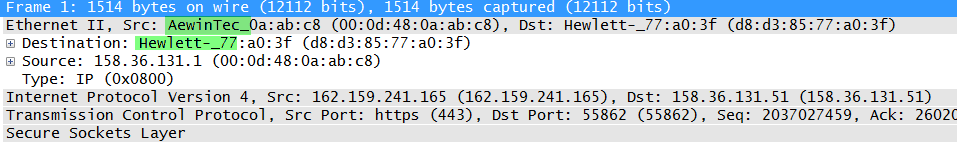 Frame 1: 1514 bytes on wire (12112 bits), 1514 bytes captured (12112 bits)
Ethernet II, Src: AewinTec_0a:ab:c8 (00:0d:48:0a:ab:c8), Dst: Hewlett-_77:a0:3f (d8:d3:85:77:a0:3f)
Destination: Hewlett-_77:a0:3f (d8:d3:85:77:a0:3f)
Source: 158.36.131.1 (00:0d:48:0a:ab:c8)
Type: IP (0x0800)
Internet Protocol Version 4, Src: 162.159.241.165 (162.159.241.165), Dst: 158.36.131.51 (158.36.131.51)
Transmission Control Protocol, Src Port: https (443), Dst Port: 55862 (55862), Seq: 2037027459, Ack: 26020
Secure Sockets Layer